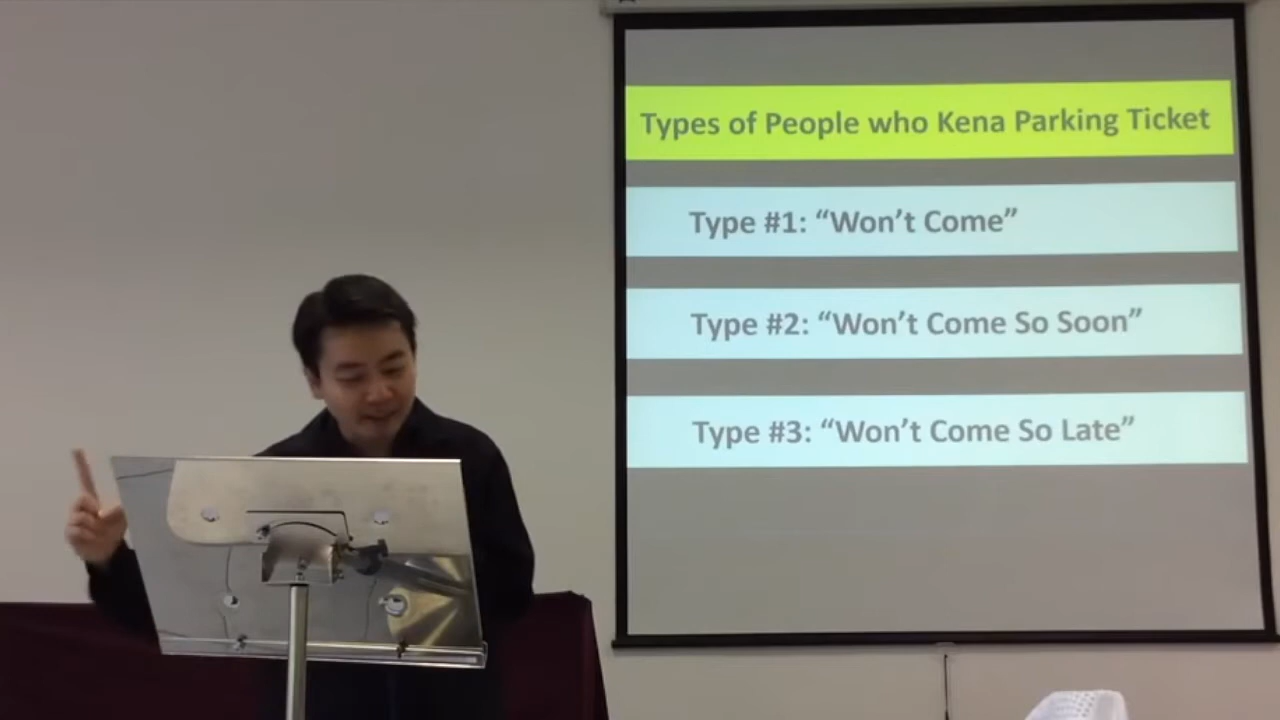 Types of People who Kena Parking Ticket
Type #1: “Won’t Come”
Type #2: “Won’t Come So Soon”
Type #3: “Won’t Come So Late”